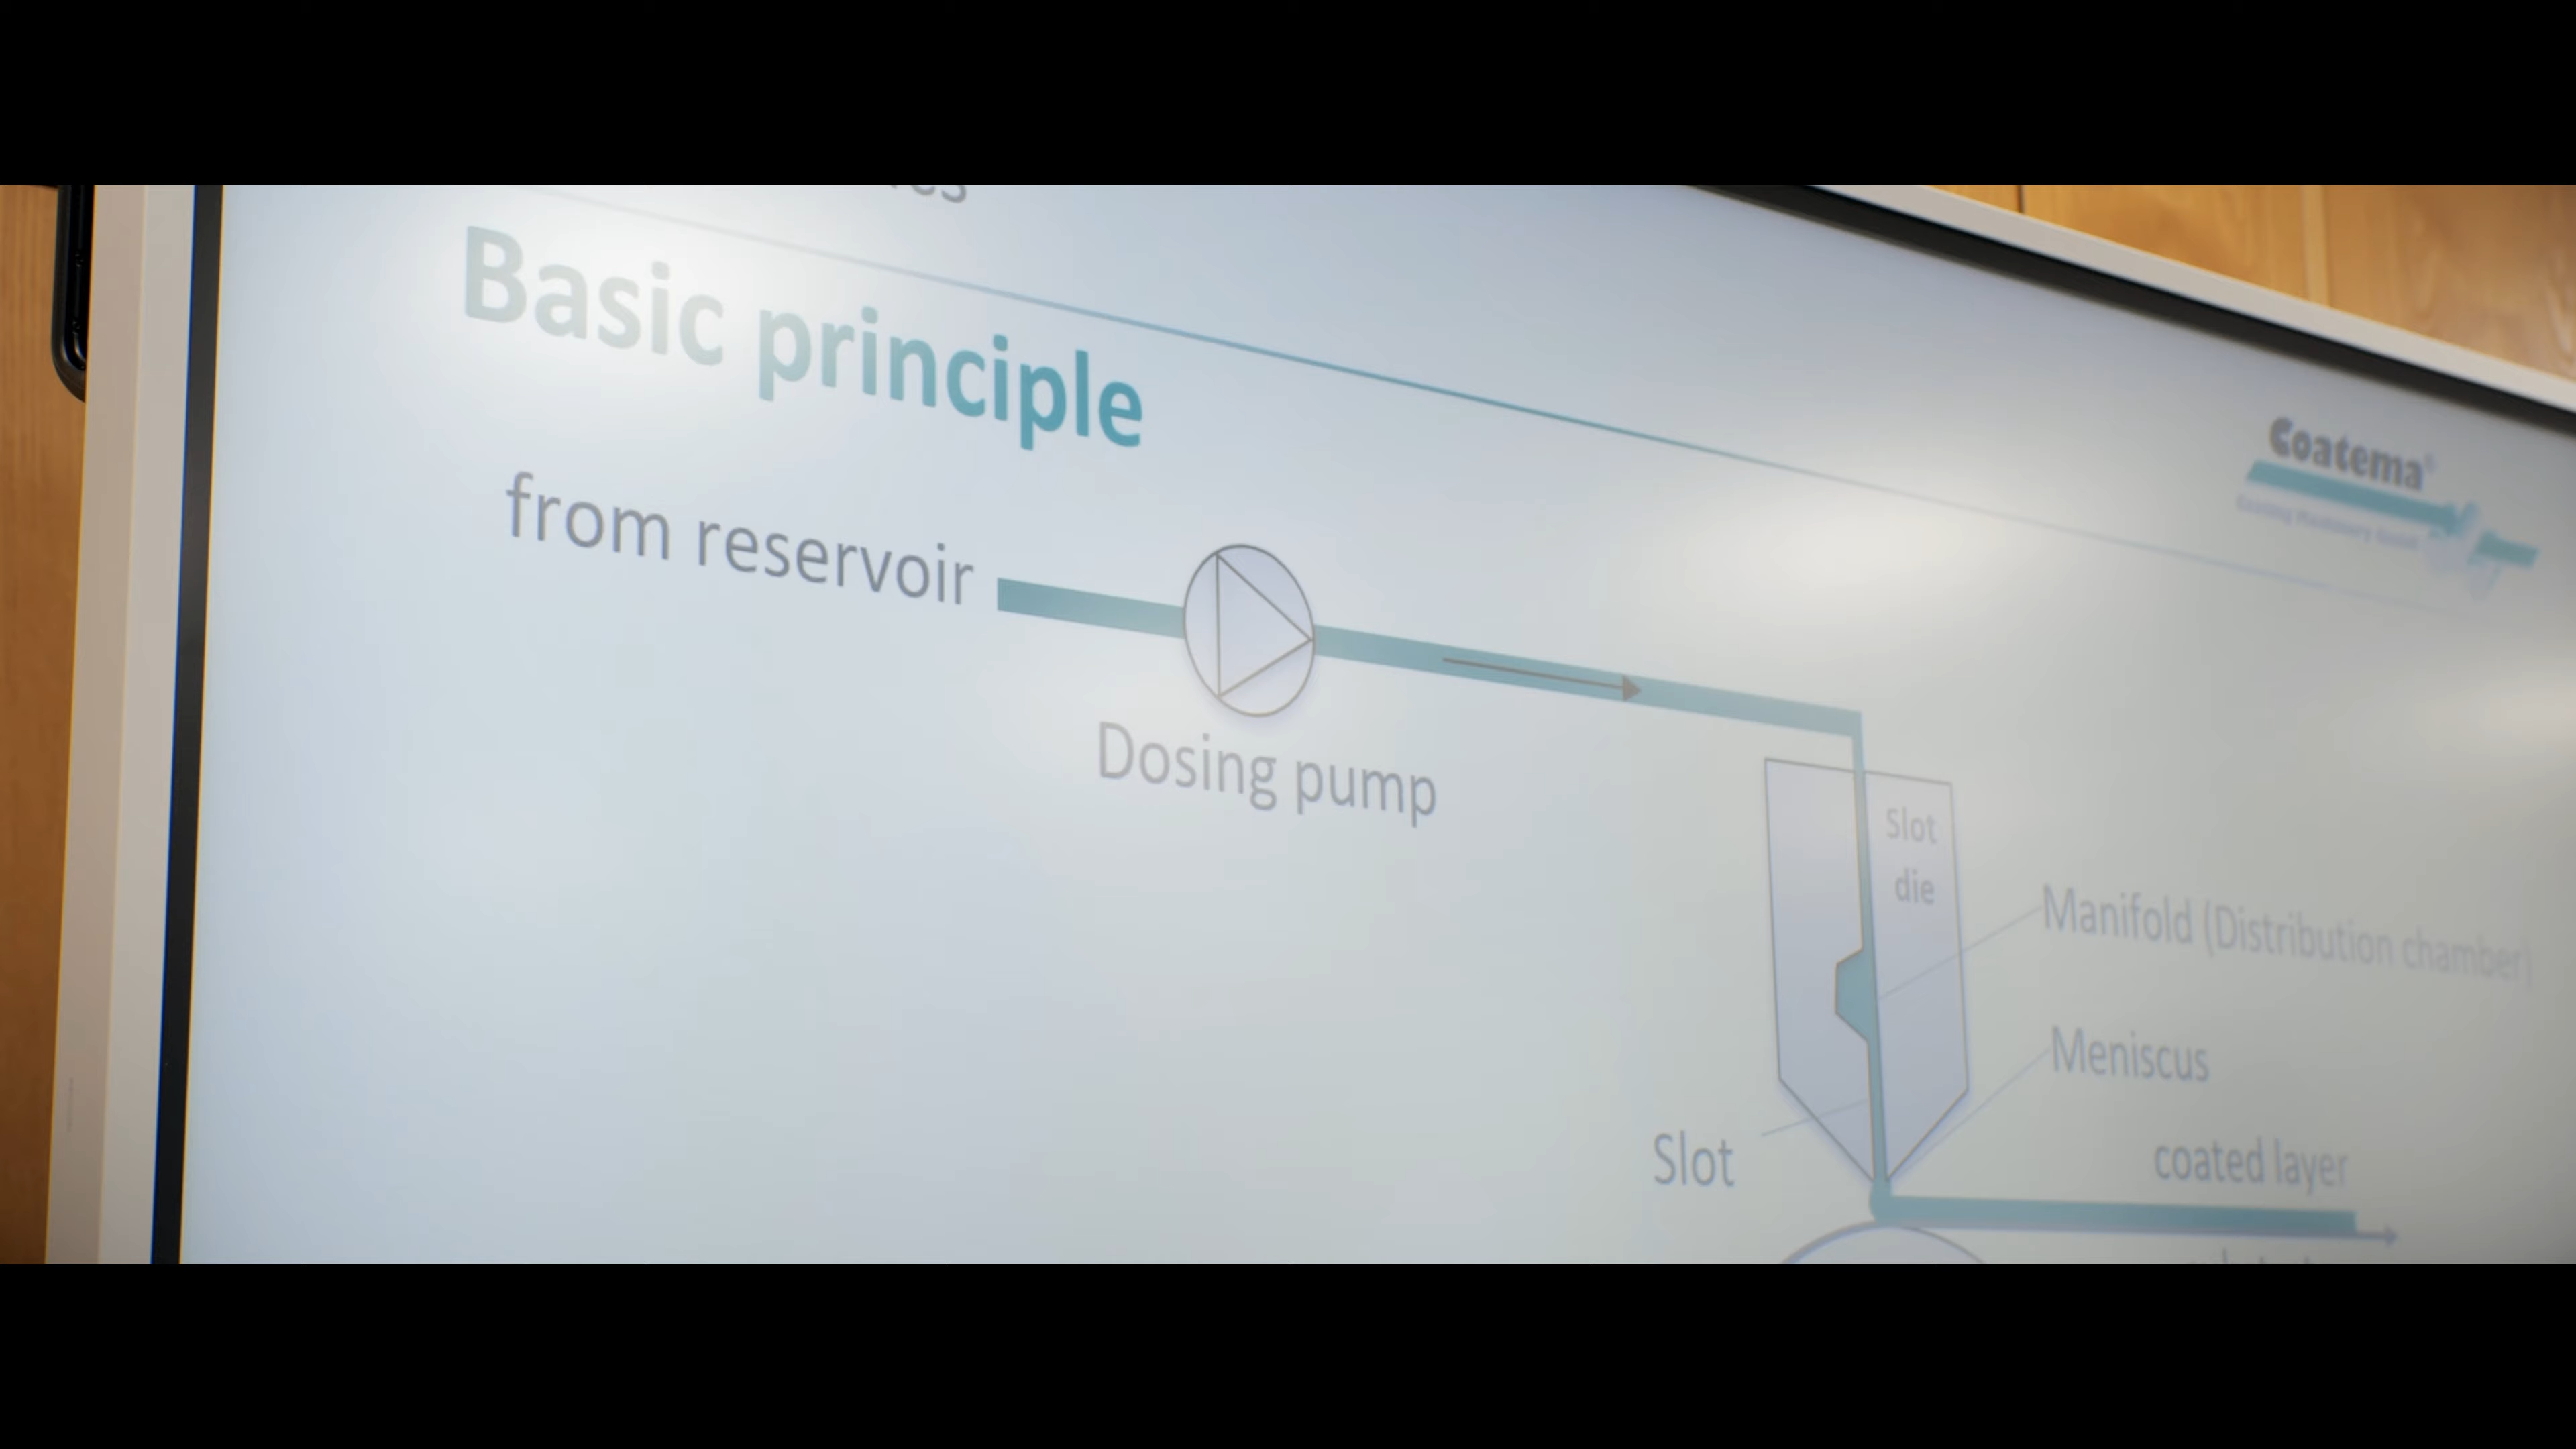 Basic principle
Coatema®
from reservoir
Dosing pump
Slot
die
Manifold (Distribution chamber)
Meniscus
Slot
coated layer